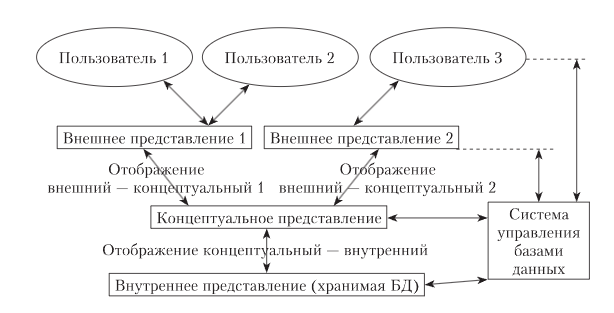 Пользователь 1
Пользователь 2
Пользователь 3
Внешнее представление 1
Внешнее представление 2
Отображение
внешний — концептуальный 1
Отображение
внешний — концептуальный 2
Концептуальное представление
Система
управления
базами
данных
Отображение концептуальный — внутренний
Внутреннее представление (хранимая БД)